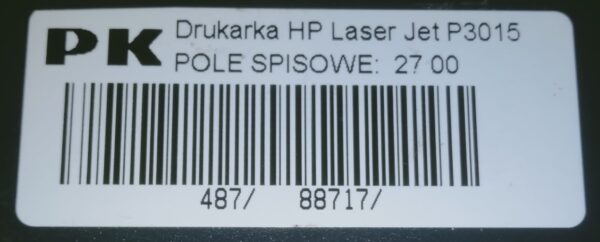 PK
Drukarka HP Laser Jet P3015
POLE SPISOWE: 27 00
487/ 88717/